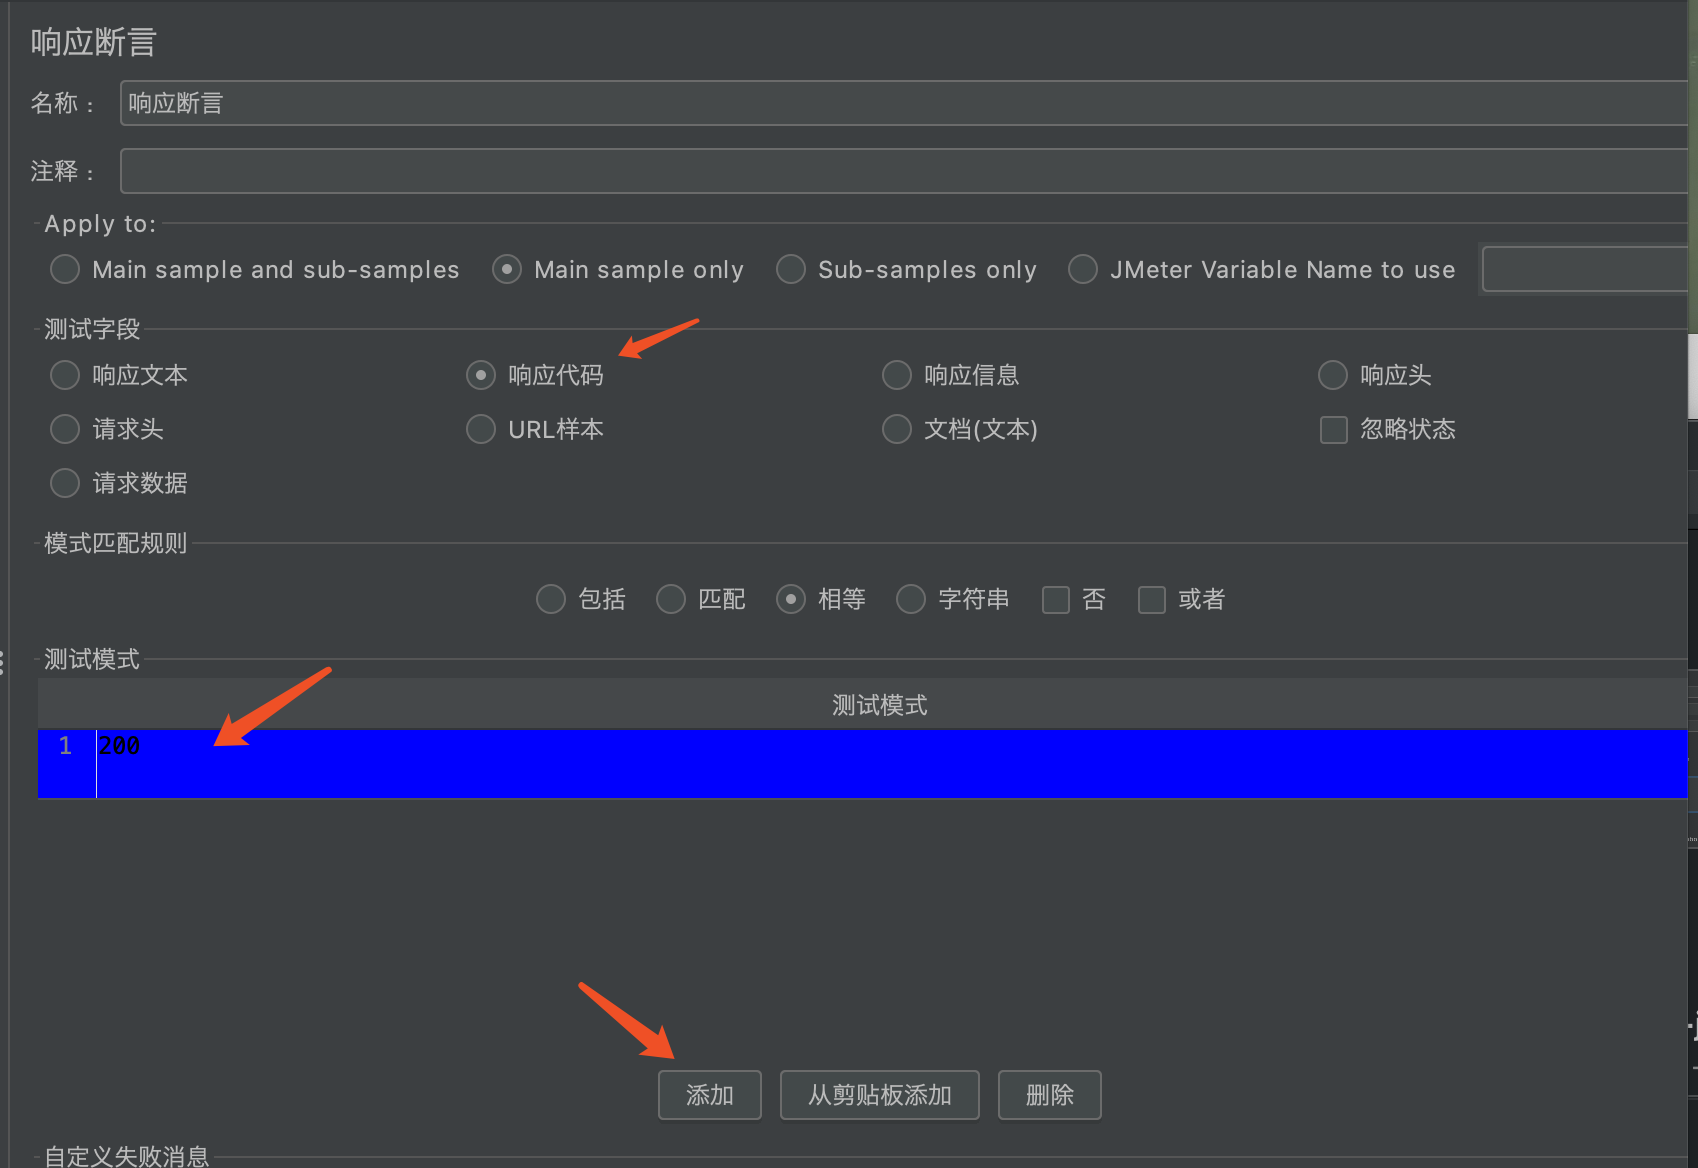 响应断言
名称： 响应断言
注释：
Apply to:
Main sample and sub-samples Main sample only Sub-samples only JMeter Variable Name to use
测试字段
响应文本 响应代码 响应信息 响应头
请求头 URL样本 文档(文本) 忽略状态
请求数据
模式匹配规则
包括 匹配 相等 字符串 否 或者
测试模式
测试模式
1 200
添加 从剪贴板添加 删除
自定义失败消息